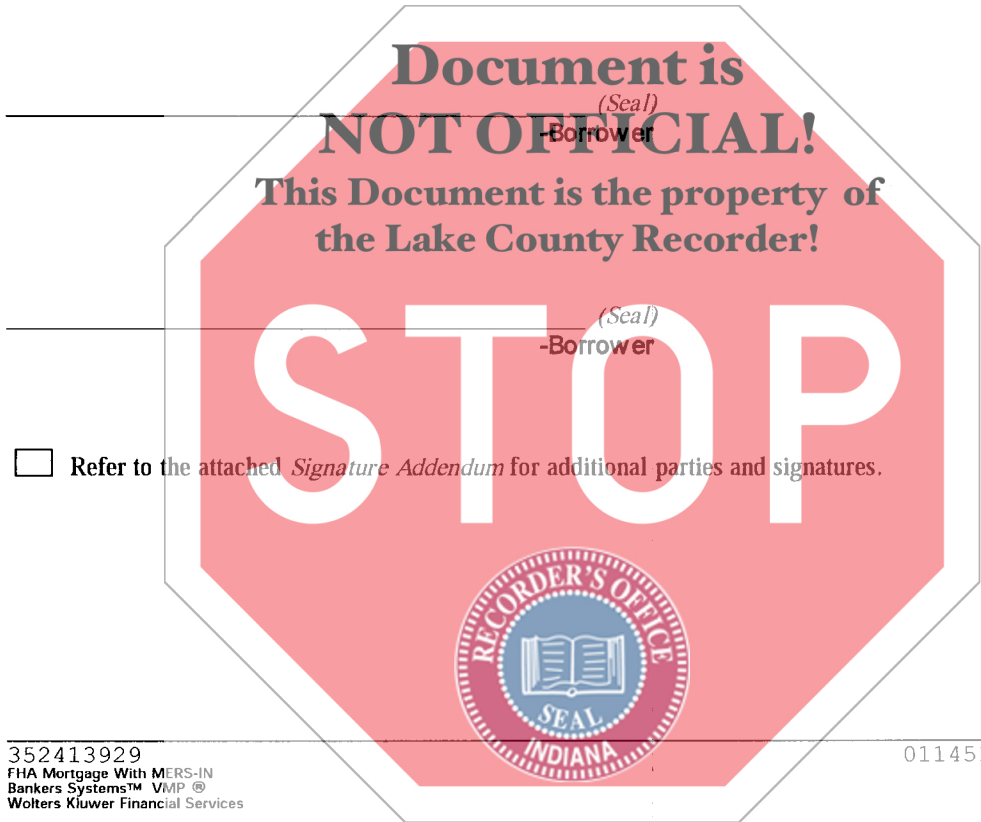 Document is
(Seal)
NOT OFFICIAL!
-Borrower
This Document is the property of
the Lake County Recorder!
(Seal)
-Borrower
STOP
Refer to the attached Signature Addendum for additional parties and signatures.
RECORDER'S OFFICE
SEAL
INDIANA
352413929
01145
FHA Mortgage With MERS-IN
Bankers Systems™ VMP ®
Wolters Kluwer Financial Services